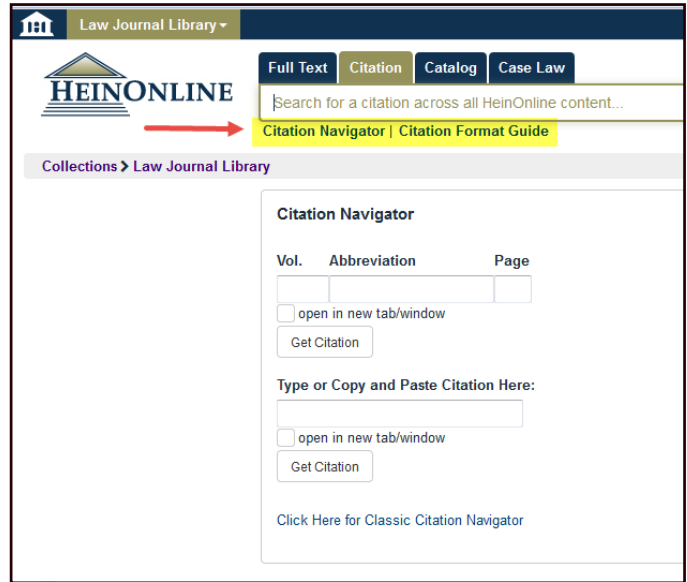 Law Journal Library
HEINONLINE
Full Text Citation Catalog Case Law
Search for a citation across all HeinOnline content...
Citation Navigator | Citation Format Guide
Collections > Law Journal Library
Citation Navigator
Vol. Abbreviation Page
open in new tab/window
Get Citation
Type or Copy and Paste Citation Here:
open in new tab/window
Get Citation
Click Here for Classic Citation Navigator